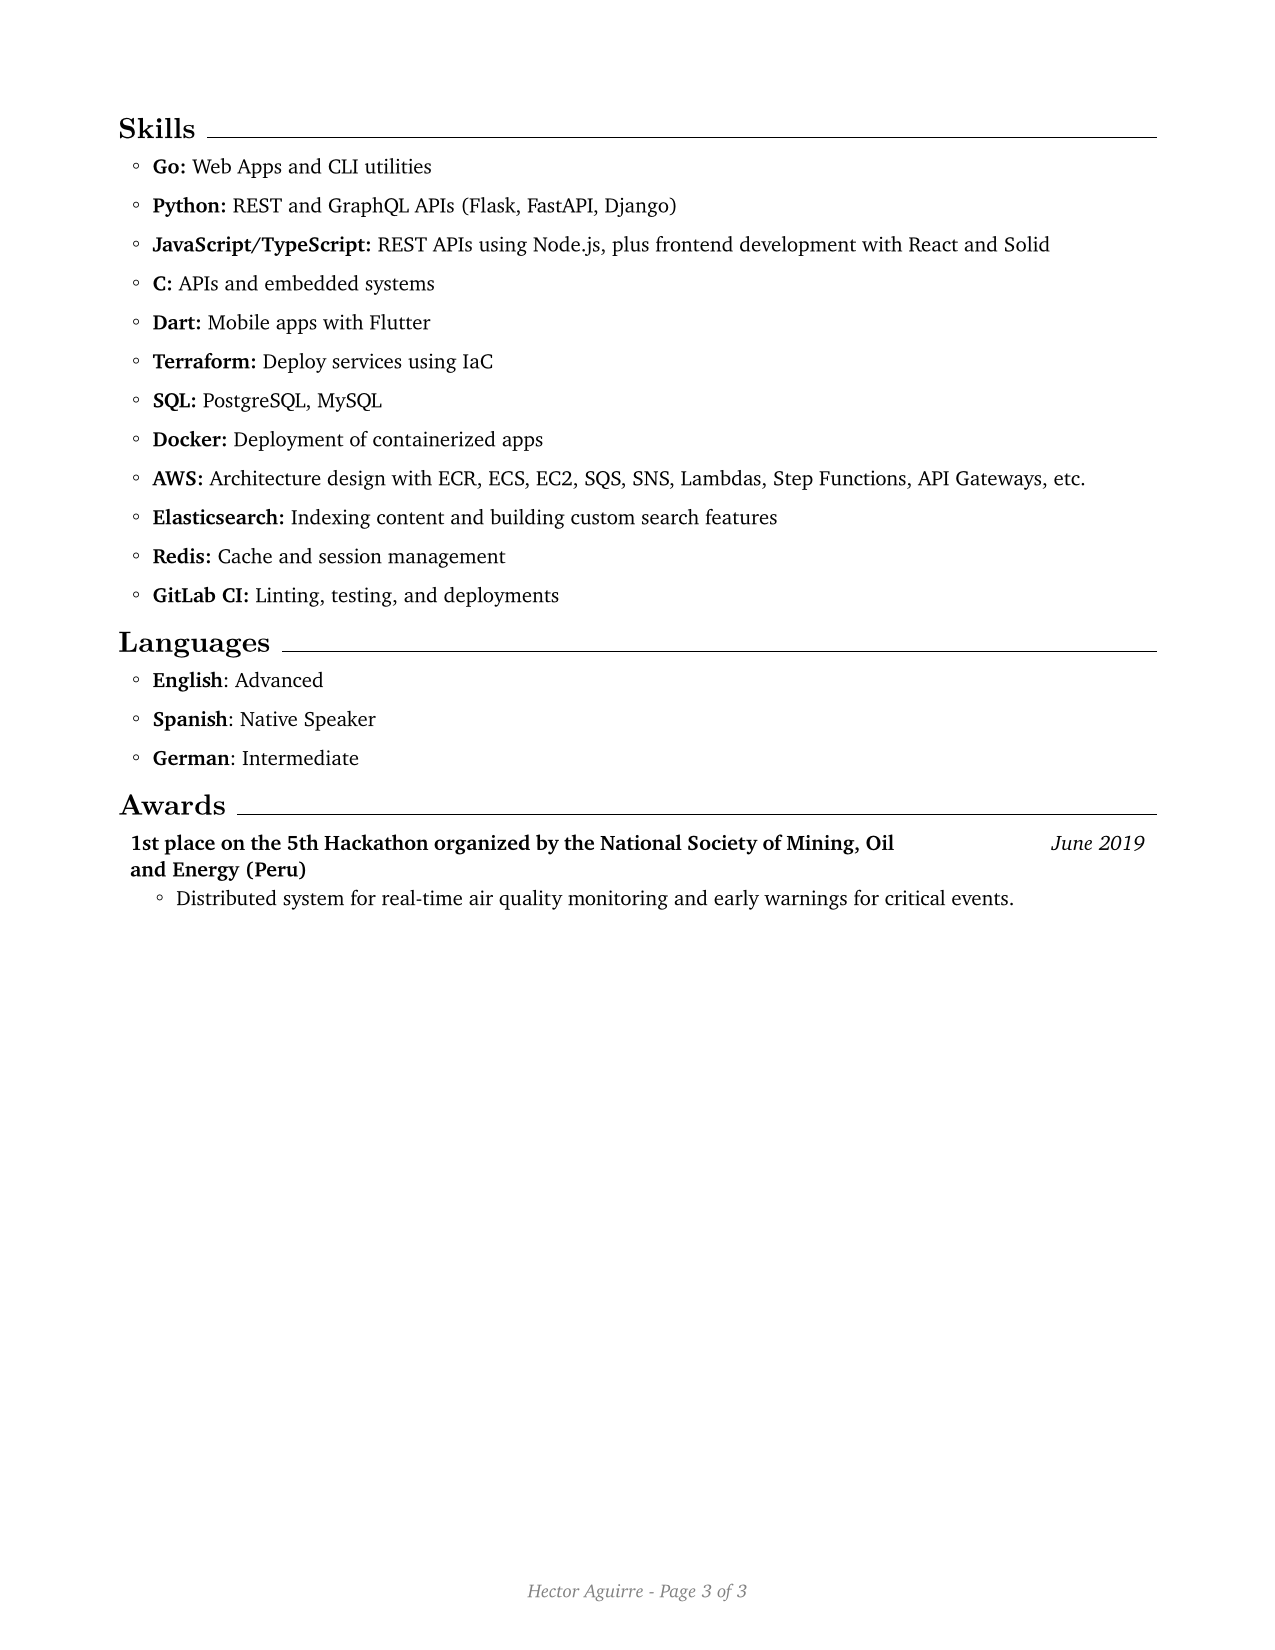 Skills
◦ Go: Web Apps and CLI utilities
◦ Python: REST and GraphQL APIs (Flask, FastAPI, Django)
◦ JavaScript/TypeScript: REST APIs using Node.js, plus frontend development with React and Solid
◦ C: APIs and embedded systems
◦ Dart: Mobile apps with Flutter
◦ Terraform: Deploy services using IaC
◦ SQL: PostgreSQL, MySQL
◦ Docker: Deployment of containerized apps
◦ AWS: Architecture design with ECR, ECS, EC2, SQS, SNS, Lambdas, Step Functions, API Gateways, etc.
◦ Elasticsearch: Indexing content and building custom search features
◦ Redis: Cache and session management
◦ GitLab CI: Linting, testing, and deployments
Languages
◦ English: Advanced
◦ Spanish: Native Speaker
◦ German: Intermediate
Awards
1st place on the 5th Hackathon organized by the National Society of Mining, Oil June 2019
and Energy (Peru)
◦ Distributed system for real-time air quality monitoring and early warnings for critical events.
Hector Aguirre - Page 3 of 3